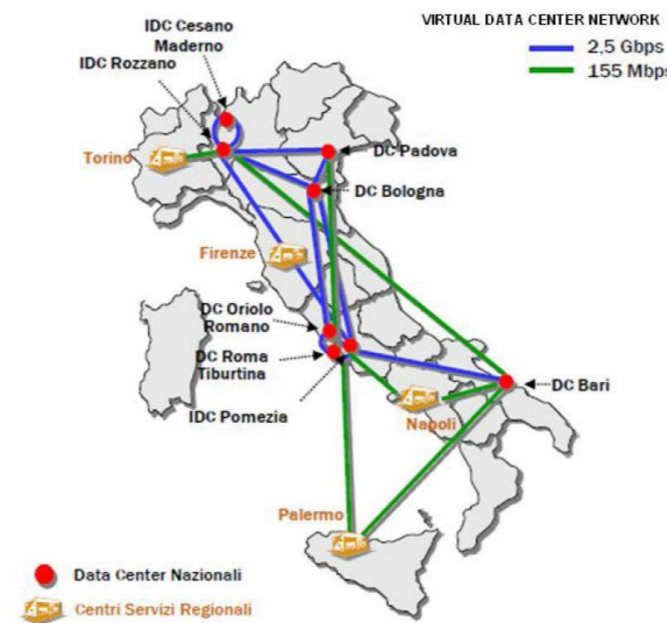 VIRTUAL DATA CENTER NETWORK
2,5 Gbps
155 Mbps
IDC Cesano
Maderno
IDC Rozzano
Torino
DC Padova
DC Bologna
Firenze
DC Oriolo
Romano
DC Roma
Tiburtina
IDC Pomezia
DC Bari
Napoli
Palermo
Data Center Nazionali
Centri Servizi Regionali